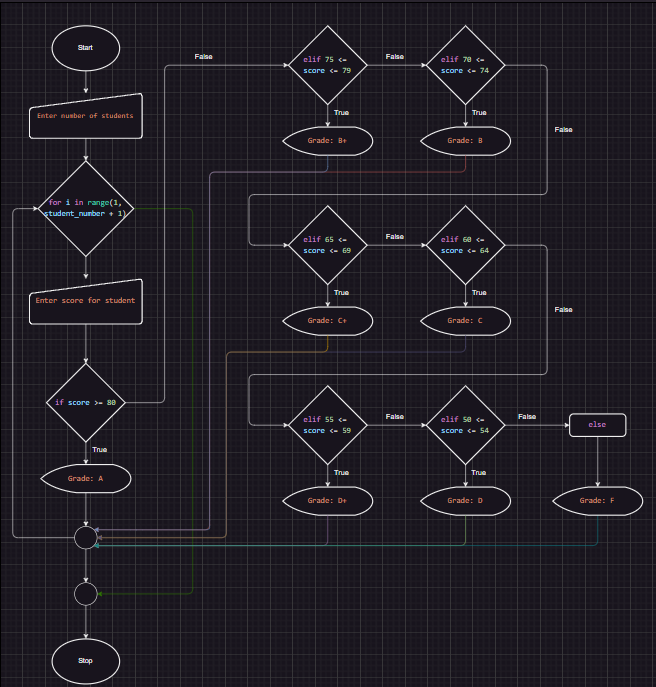 Start
Enter number of students
for i in range(1,
student_number + 1)
Enter score for student
if score >= 80
True
Grade: A
Stop
False
elif 75 <=
score <= 79
False
elif 70 <=
score <= 74
True
True
Grade: B+
Grade: B
False
elif 65 <=
score <= 69
False
elif 60 <=
score <= 64
True
True
Grade: C+
Grade: C
False
elif 55 <=
score <= 59
False
elif 50 <=
score <= 54
False
else
True
True
Grade: D+
Grade: D
Grade: F